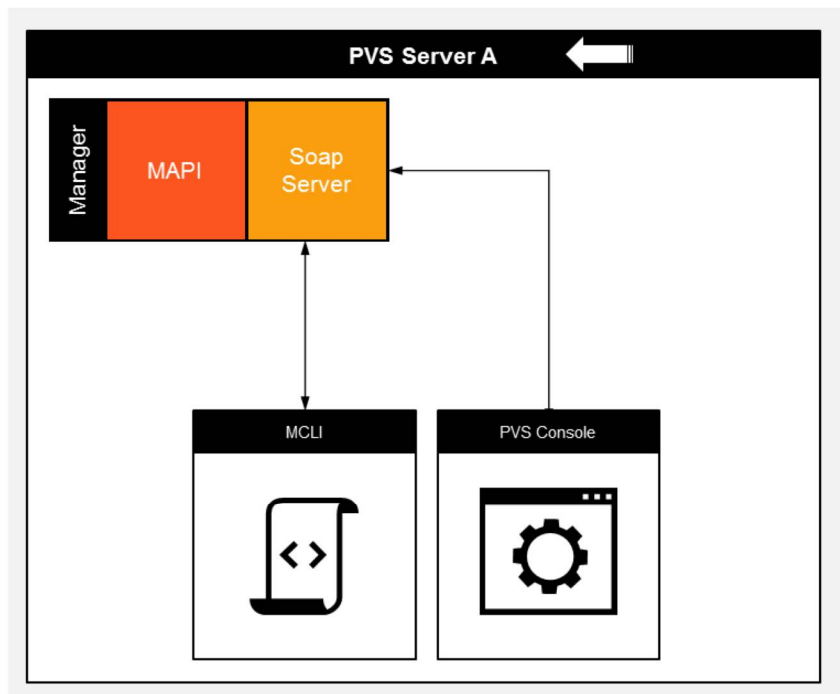 PVS Server A
Manager
MAPI
Soap
Server
MCLI
PVS Console